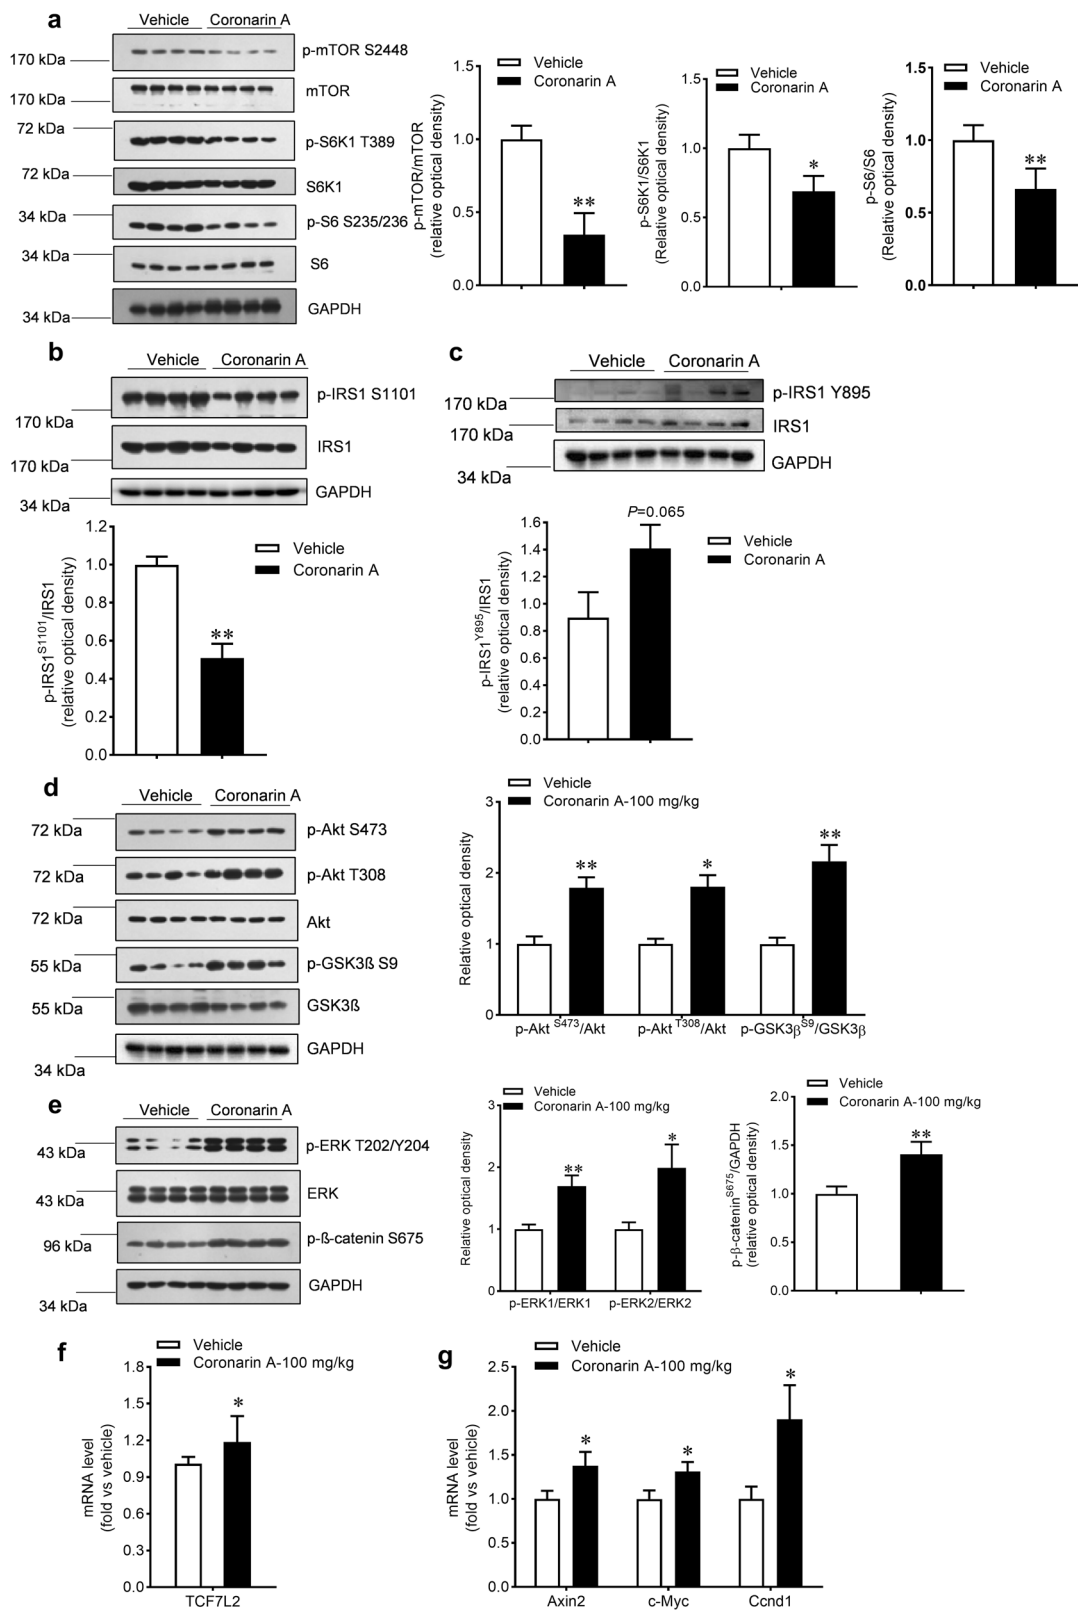 a
Vehicle Coronarin A
170 kDa p-mTOR S2448
170 kDa mTOR
72 kDa p-S6K1 T389
72 kDa S6K1
34 kDa p-S6 S235/236
34 kDa S6
34 kDa GAPDH
Vehicle
Coronarin A
p-mTOR/mTOR
(relative optical density)
1.5
1.0
0.5
0.0
**
Vehicle
Coronarin A
p-S6K1/S6K1
(Relative optical density)
1.5
1.0
0.5
0.0
*
Vehicle
Coronarin A
p-S6/S6
(Relative optical density)
1.5
1.0
0.5
0.0
**
b
Vehicle Coronarin A
170 kDa p-IRS1 S1101
170 kDa IRS1
34 kDa GAPDH
p-IRS1S1101/IRS1
(relative optical density)
1.2
1.0
0.8
0.6
0.4
0.2
0.0
**
Vehicle
Coronarin A
c
Vehicle Coronarin A
170 kDa p-IRS1 Y895
170 kDa IRS1
34 kDa GAPDH
p-IRS1Y895/IRS1
(relative optical density)
1.6
1.4
1.2
1.0
0.8
0.6
0.4
0.2
0.0
P=0.065
Vehicle
Coronarin A
d
Vehicle Coronarin A
72 kDa p-Akt S473
72 kDa p-Akt T308
72 kDa Akt
55 kDa p-GSK3ß S9
55 kDa GSK3ß
34 kDa GAPDH
Vehicle
Coronarin A-100 mg/kg
Relative optical density
3
2
1
0
** * **
p-Akt S473/Akt p-Akt T308/Akt p-GSK3βS9/GSK3β
e
Vehicle Coronarin A
43 kDa p-ERK T202/Y204
43 kDa ERK
96 kDa p-ß-catenin S675
34 kDa GAPDH
Vehicle
Coronarin A-100 mg/kg
Relative optical density
3
2
1
0
** *
p-ERK1/ERK1 p-ERK2/ERK2
Vehicle
Coronarin A-100 mg/kg
p-β-cateninS675/GAPDH
(relative optical density)
2.0
1.5
1.0
0.5
0.0
**
f
Vehicle
Coronarin A-100 mg/kg
mRNA level
(fold vs vehicle)
1.8
1.5
1.2
0.9
0.6
0.3
0.0
*
TCF7L2
g
Vehicle
Coronarin A-100 mg/kg
mRNA level
(fold vs vehicle)
2.5
2.0
1.5
1.0
0.5
0.0
* * *
Axin2 c-Myc Ccnd1